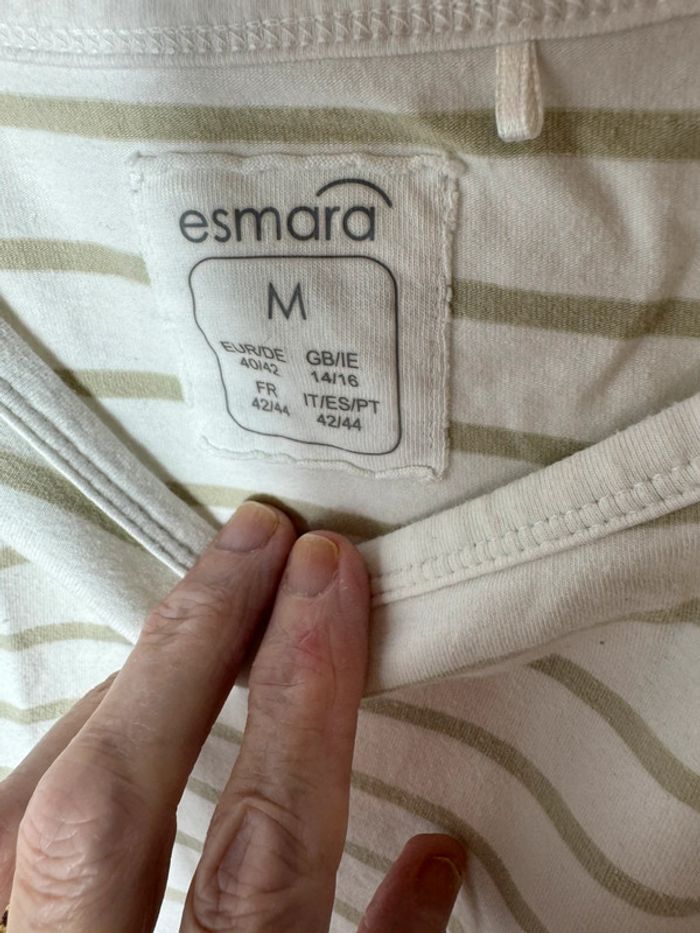 esmara
M
EUR/DE GB/IE
40/42 14/16
FR IT/ES/PT
42/44 42/44